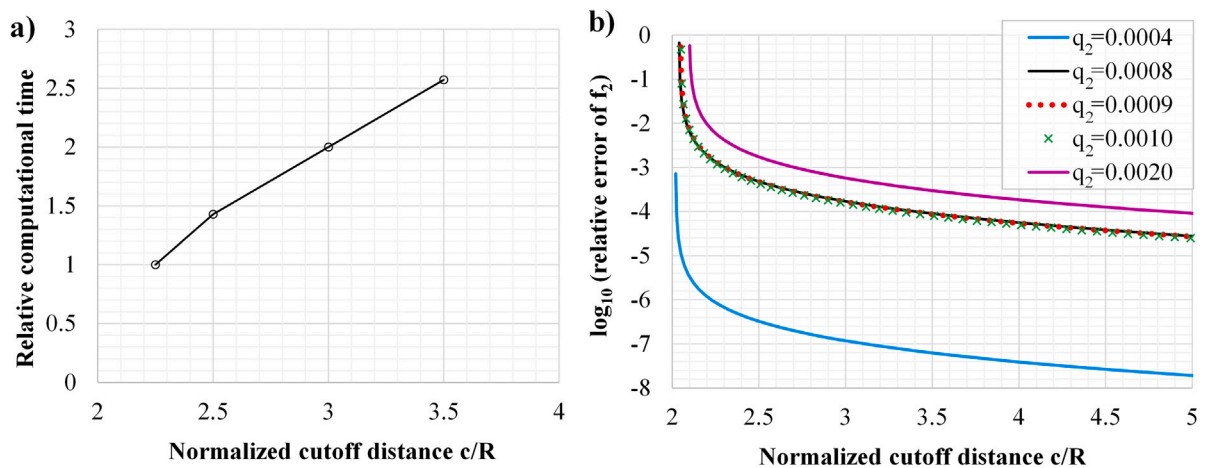 a)
Relative computational time
3
2.5
2
1.5
1
0.5
0
2
2.5
3
3.5
4
Normalized cutoff distance c/R
b)
log₁₀ (relative error of f₂)
0
-1
-2
-3
-4
-5
-6
-7
-8
2
2.5
3
3.5
4
4.5
5
Normalized cutoff distance c/R
q₂=0.0004
q₂=0.0008
q₂=0.0009
q₂=0.0010
q₂=0.0020